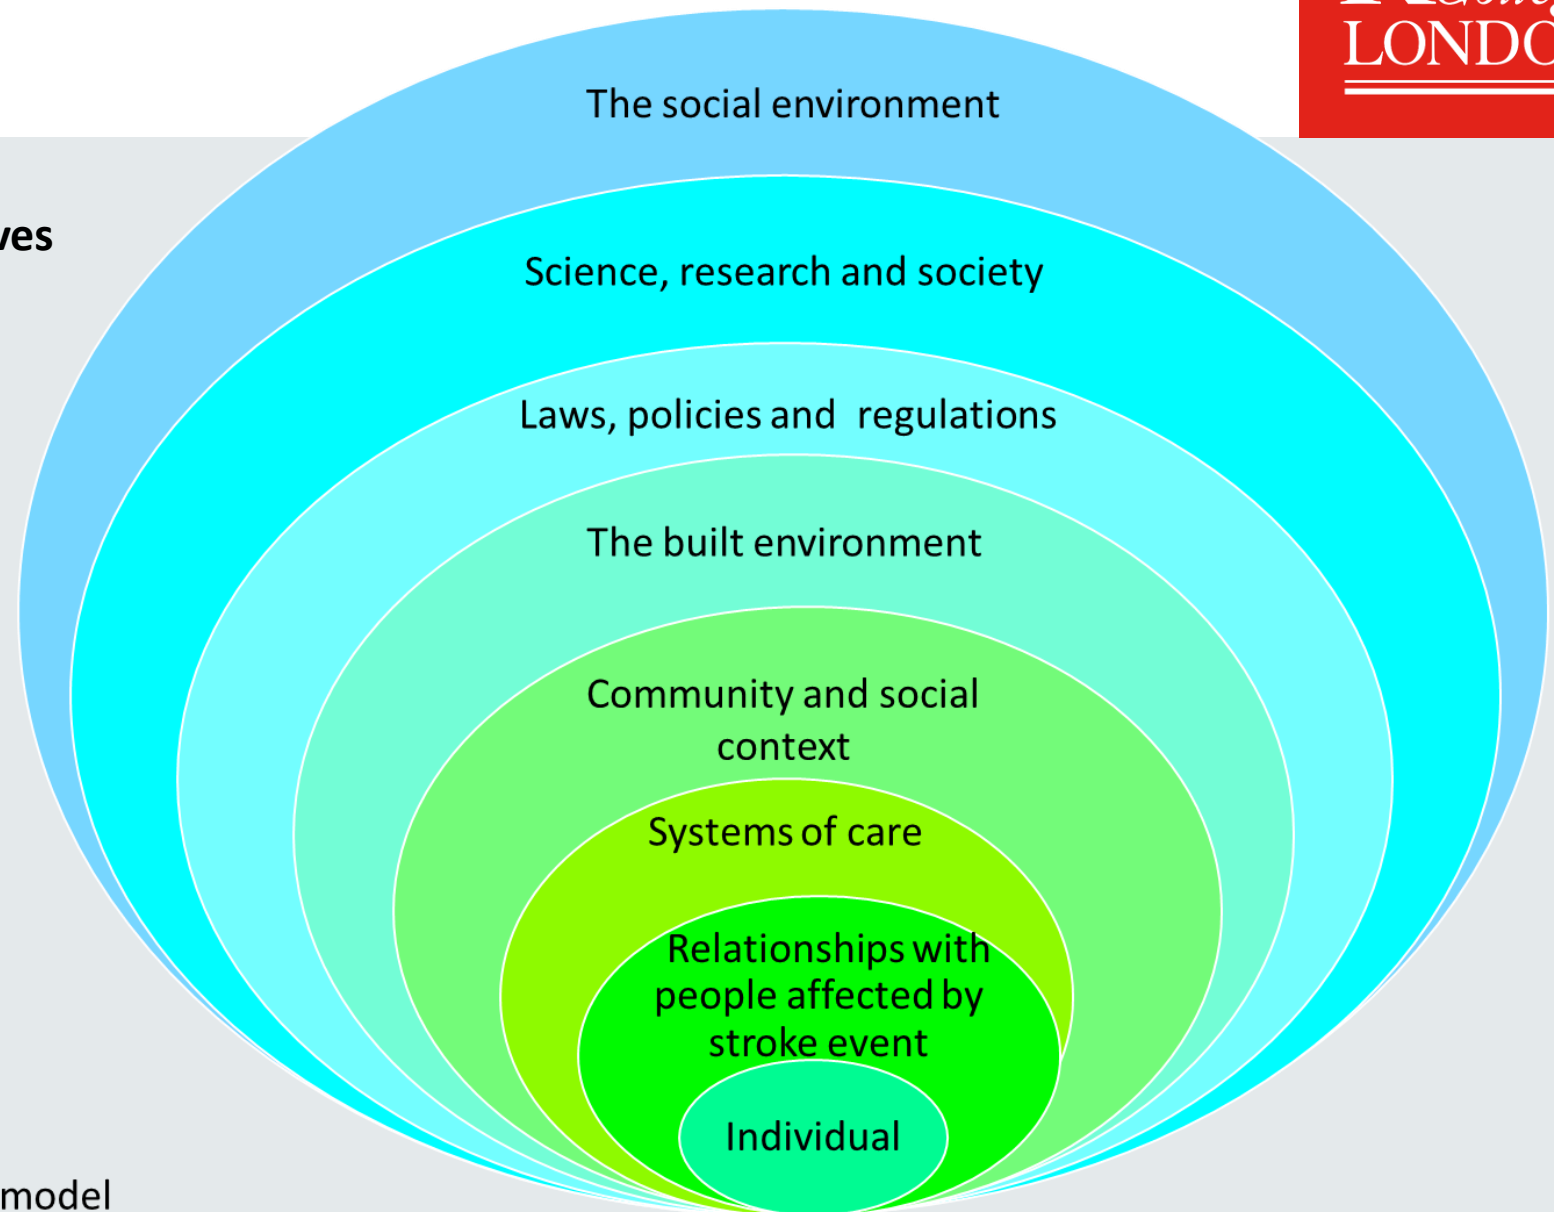 LONDO
The social environment
ves
Science, research and society
Laws, policies and regulations
The built environment
Community and social
context
Systems of care
Relationships with
people affected by
stroke event
Individual
model